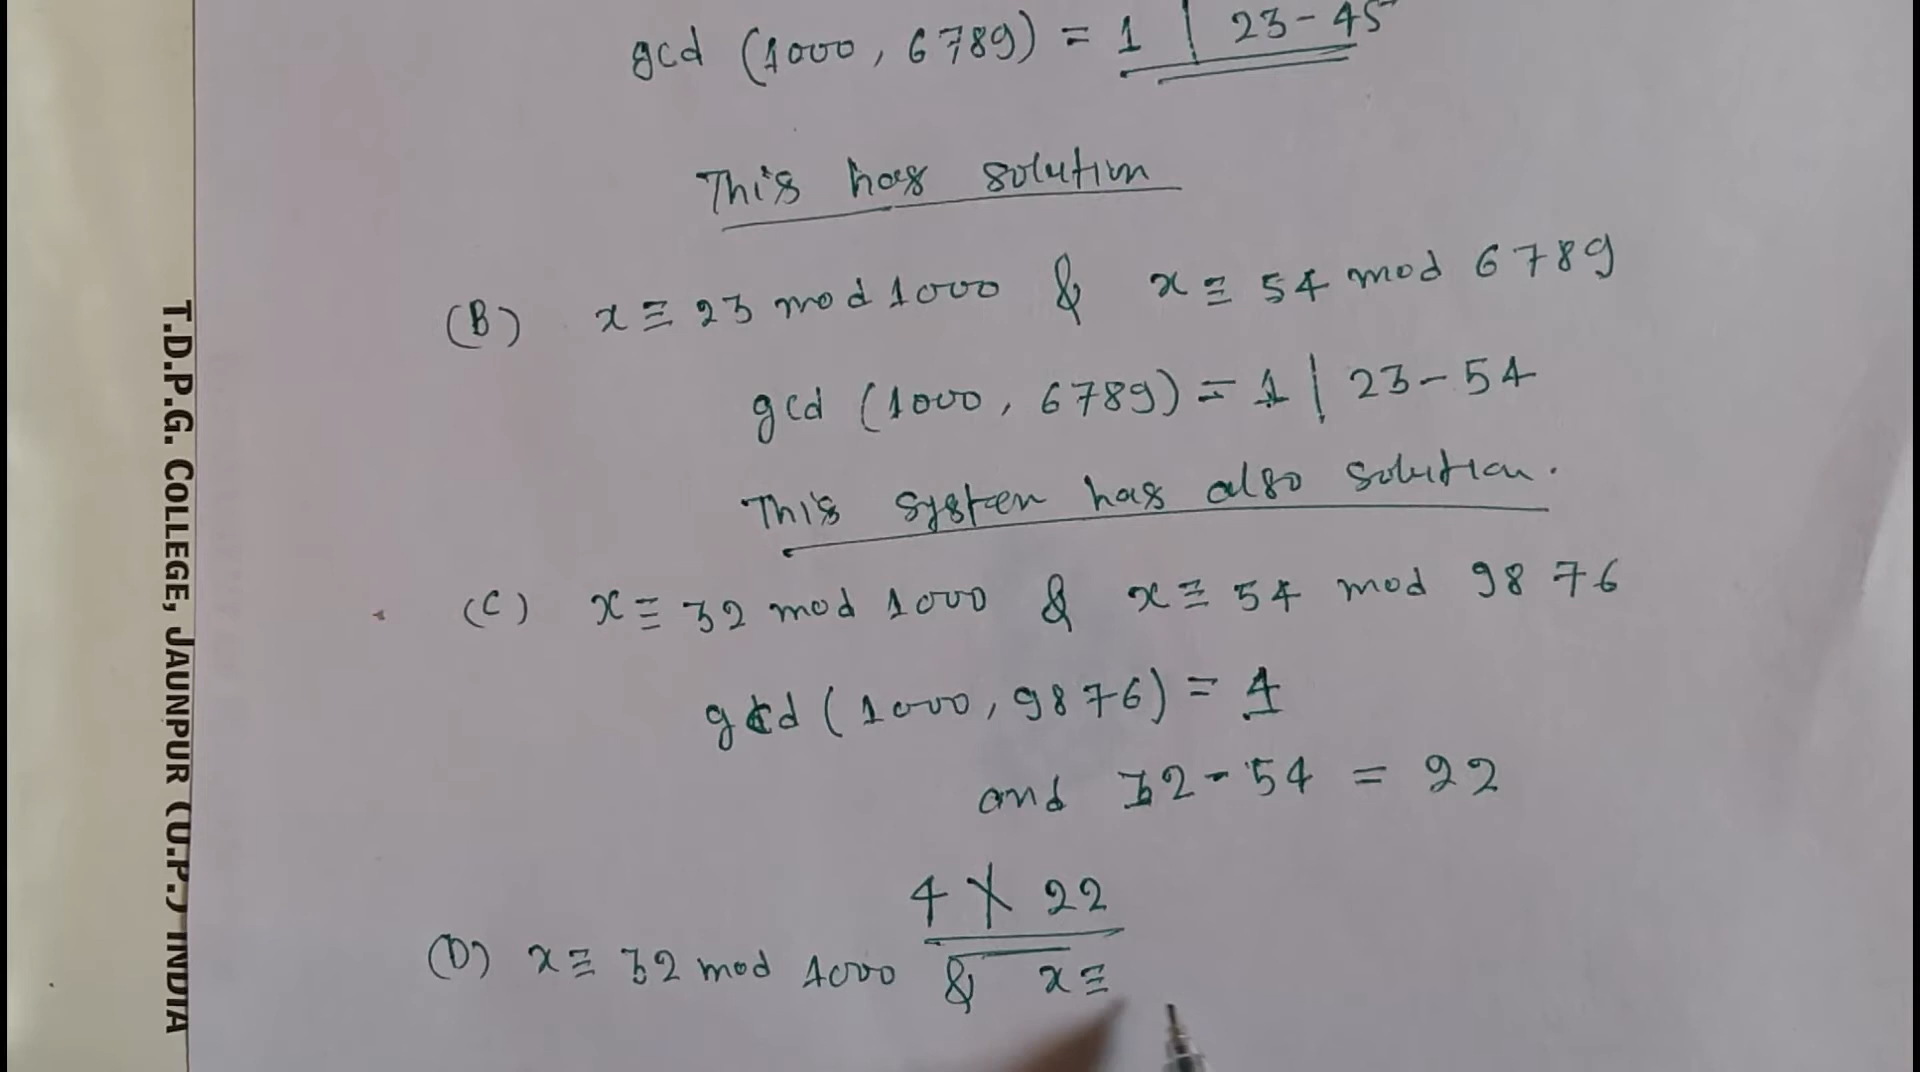 gcd (1000, 6789) = 1 | 23-45
This has solution
(B) x ≡ 23 mod 1000 & x ≡ 54 mod 6789
gcd (1000, 6789) = 1 | 23-54
This system has also solution.
(C) x ≡ 32 mod 1000 & x ≡ 54 mod 9876
gcd (1000, 9876) = 4
and 32-54 = 22
4 ∤ 22
(D) x ≡ 32 mod 1000 & x ≡
T.D.P.G. COLLEGE, JAUNPUR (U.P.) INDIA